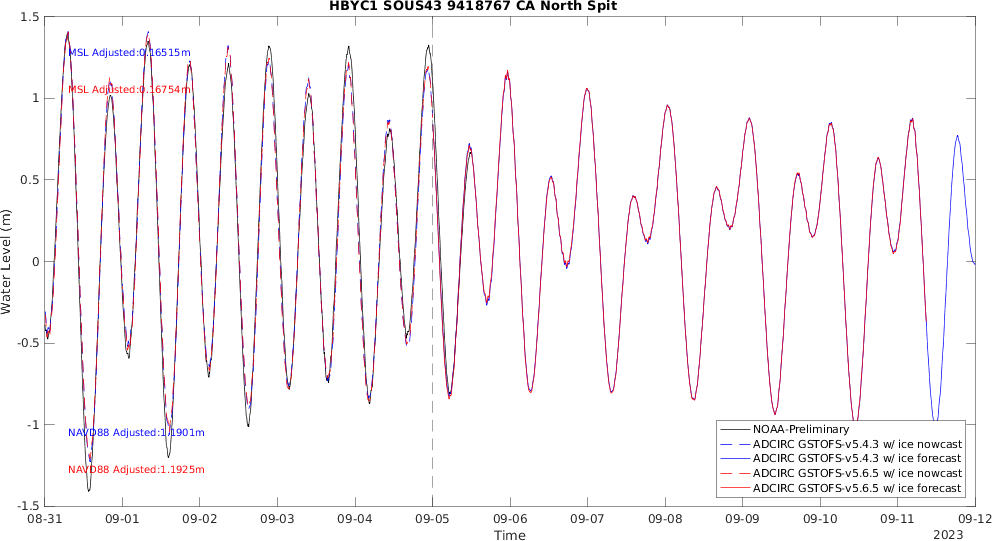 HBYC1 SOUS43 9418767 CA North Spit
1.5
1
0.5
0
-0.5
-1
-1.5
Water Level (m)
MSL Adjusted:0.16515m
MSL Adjusted:0.16754m
NAVD88 Adjusted:1.1901m
NAVD88 Adjusted:1.1925m
NOAA-Preliminary
ADCIRC GSTOFS-v5.4.3 w/ ice nowcast
ADCIRC GSTOFS-v5.4.3 w/ ice forecast
ADCIRC GSTOFS-v5.6.5 w/ ice nowcast
ADCIRC GSTOFS-v5.6.5 w/ ice forecast
08-31 09-01 09-02 09-03 09-04 09-05 09-06 09-07 09-08 09-09 09-10 09-11 09-12
Time
2023